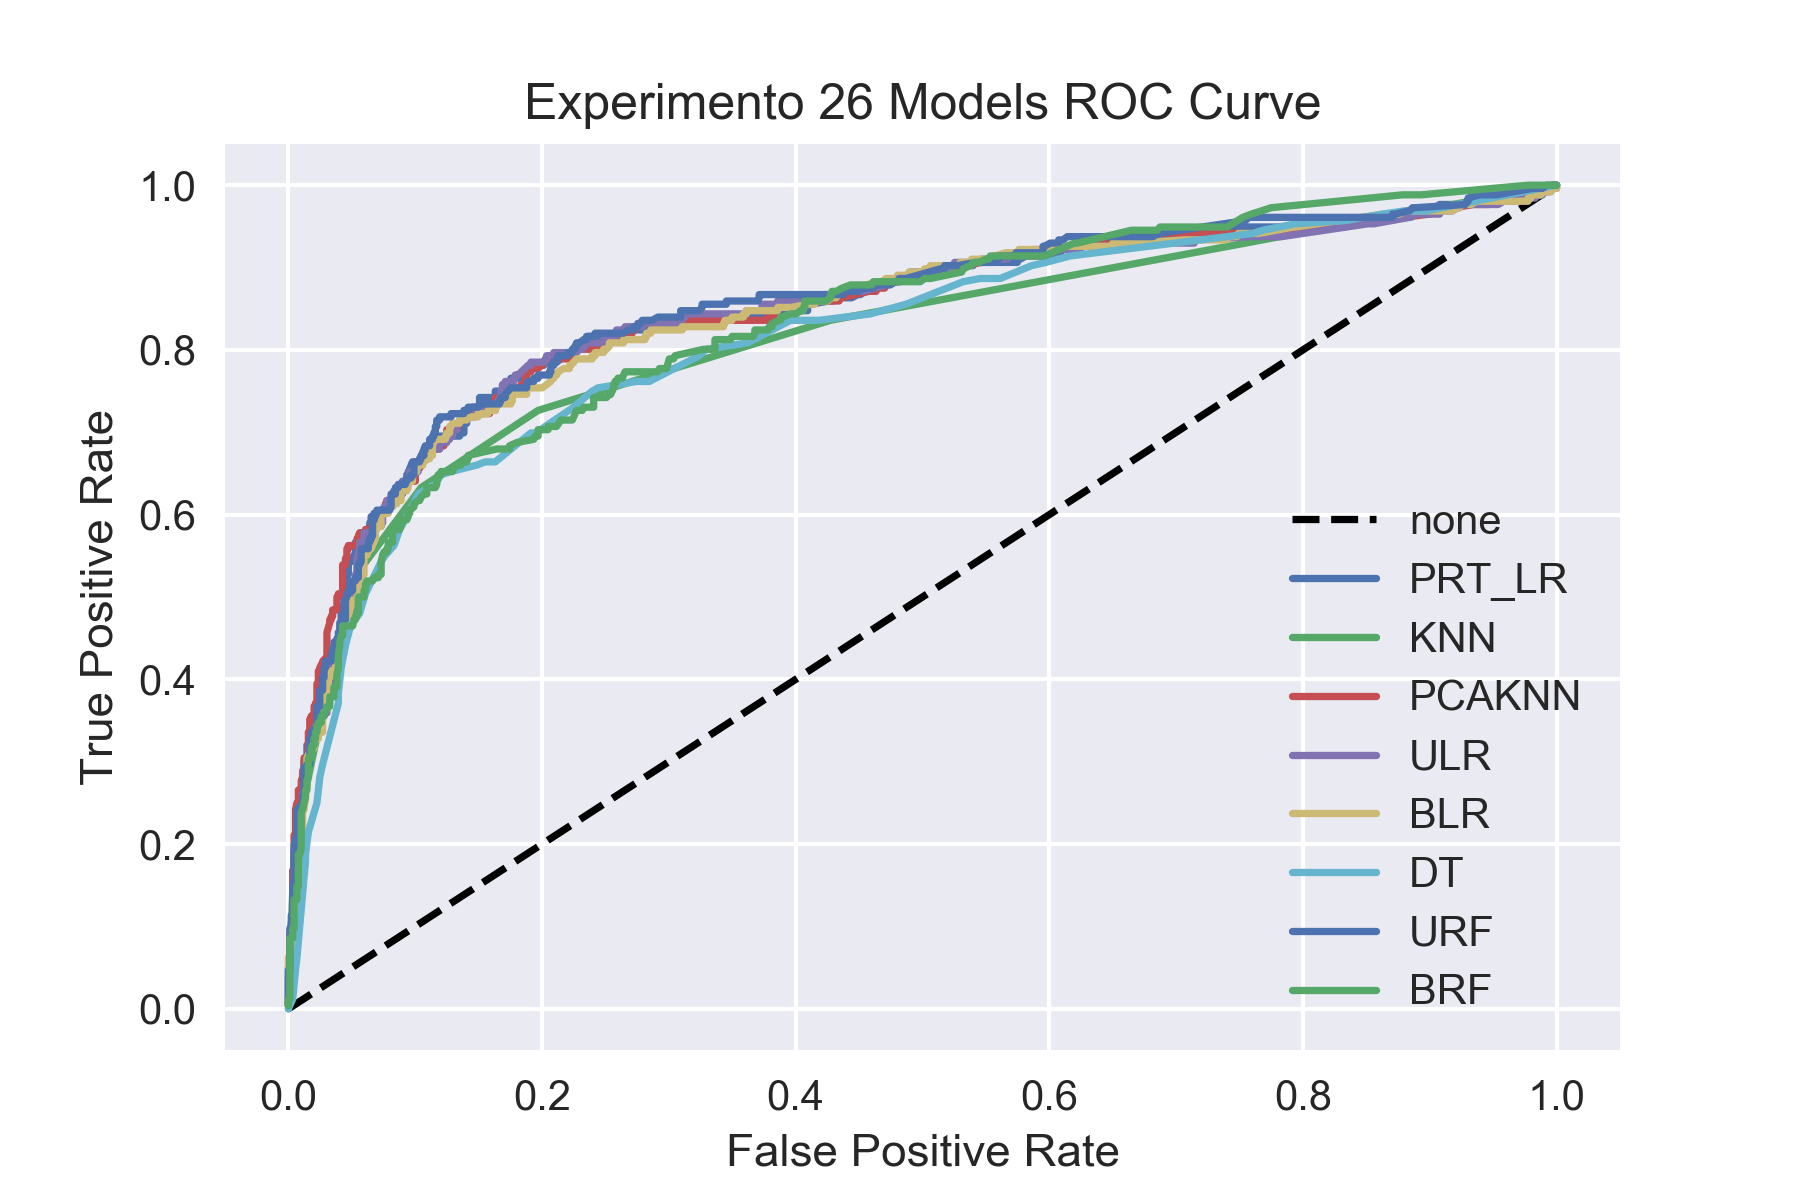 Experimento 26 Models ROC Curve
1.0
0.8
0.6
0.4
0.2
0.0
True Positive Rate
none
PRT_LR
KNN
PCAKNN
ULR
BLR
DT
URF
BRF
0.0 0.2 0.4 0.6 0.8 1.0
False Positive Rate